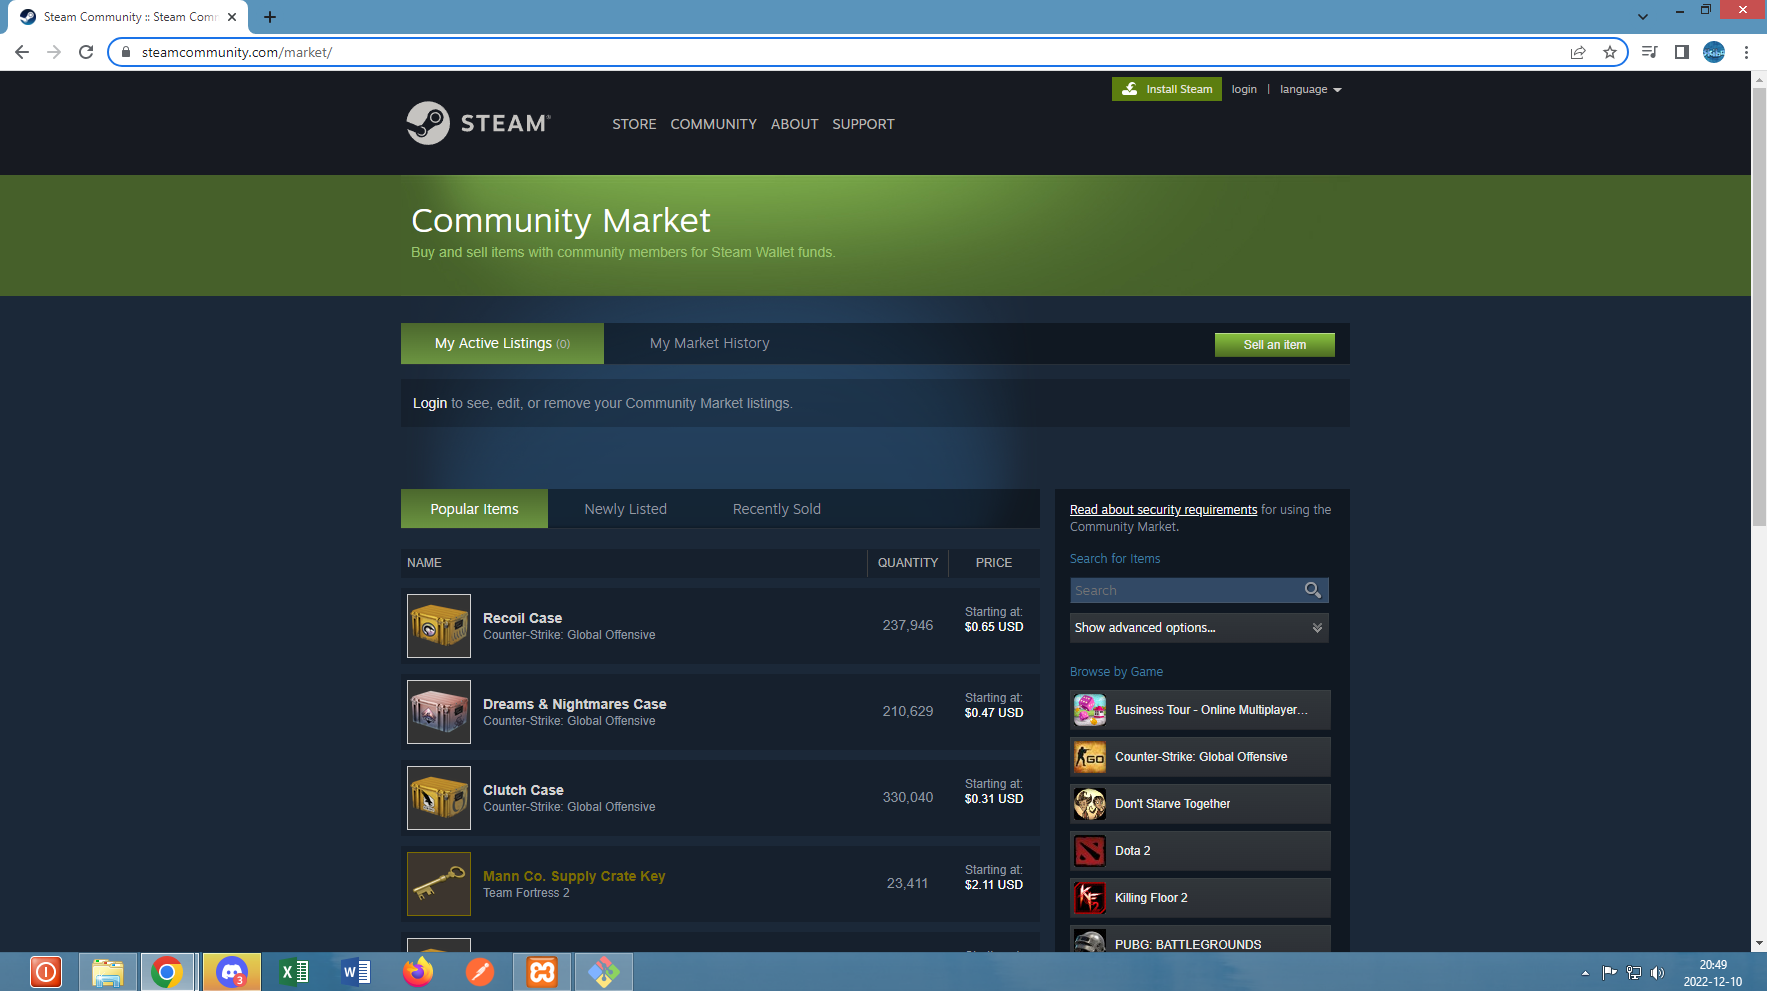 Steam Community :: Steam Com
steamcommunity.com/market/
Install Steam
login | language
STEAM®
STORE COMMUNITY ABOUT SUPPORT
Community Market
Buy and sell items with community members for Steam Wallet funds.
My Active Listings (0)
My Market History
Sell an item
Login to see, edit, or remove your Community Market listings.
Popular Items
Newly Listed
Recently Sold
NAME
QUANTITY
PRICE
Recoil Case
Counter-Strike: Global Offensive
237,946
Starting at:
$0.65 USD
Dreams & Nightmares Case
Counter-Strike: Global Offensive
210,629
Starting at:
$0.47 USD
Clutch Case
Counter-Strike: Global Offensive
330,040
Starting at:
$0.31 USD
Mann Co. Supply Crate Key
Team Fortress 2
23,411
Starting at:
$2.11 USD
Read about security requirements for using the
Community Market.
Search for Items
Search
Show advanced options...
Browse by Game
Business Tour - Online Multiplayer...
GO
Counter-Strike: Global Offensive
Don't Starve Together
Dota 2
KF2
Killing Floor 2
PUBG: BATTLEGROUNDS
3
X
W
20:49
2022-12-10